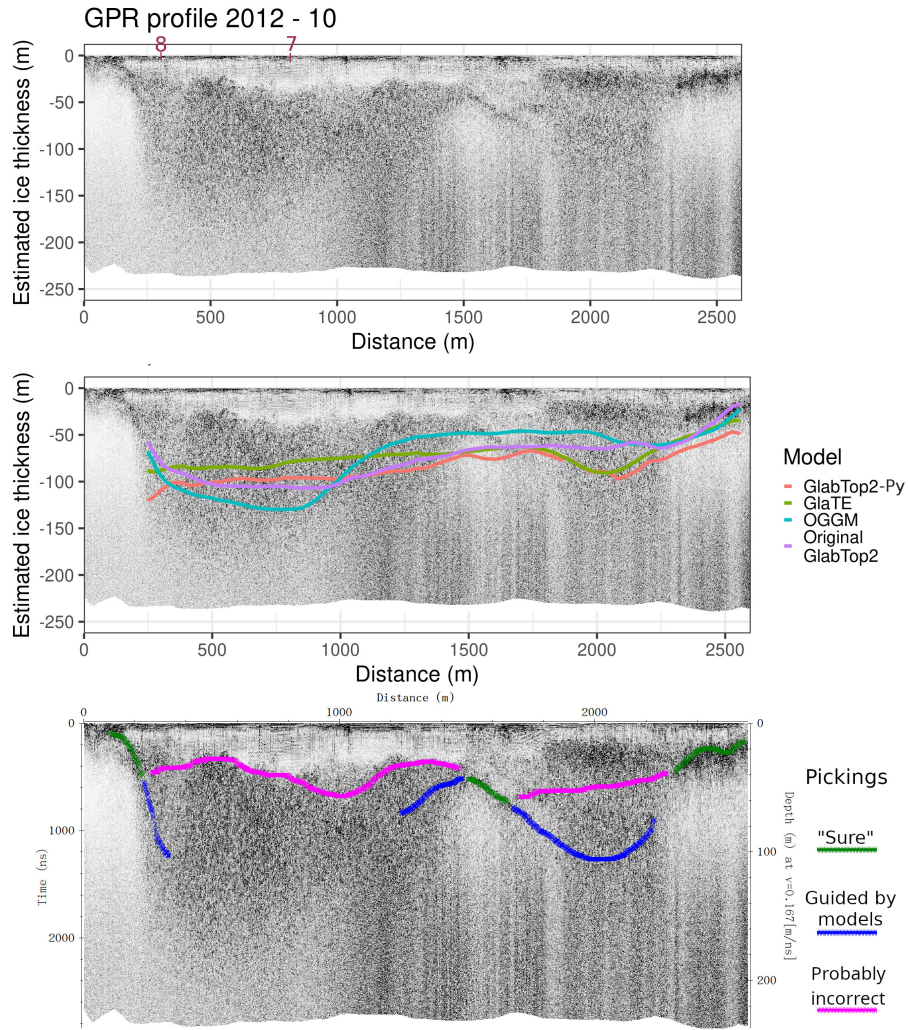 GPR profile 2012 - 10
8
7
Estimated ice thickness (m)
0
-50
-100
-150
-200
-250
0
500
1000
1500
2000
2500
Distance (m)
Estimated ice thickness (m)
0
-50
-100
-150
-200
-250
0
500
1000
1500
2000
2500
Distance (m)
Model
GlabTop2-Py
GlaTE
OGGM
Original
GlabTop2
Distance (m)
0
1000
2000
Time (ns)
0
1000
2000
0
100
200
Depth (m) at v=0.167[m/ns]
Pickings
"Sure"
Guided by
models
Probably
incorrect